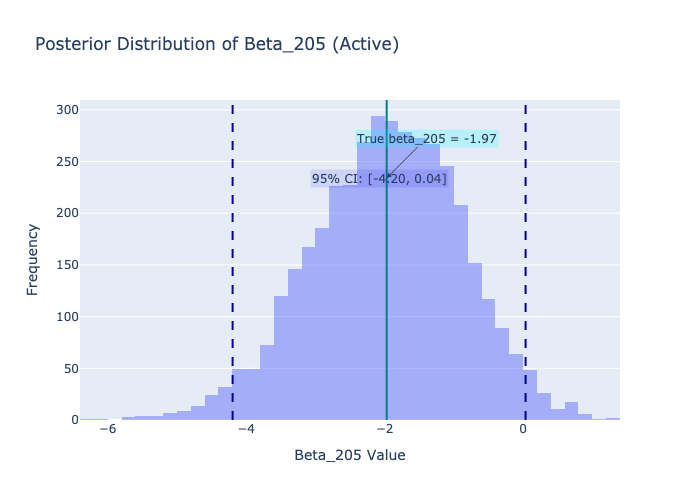 Posterior Distribution of Beta_205 (Active)
300
True beta_205 = -1.97
250
95% CI: [-4.20, 0.04]
200
Frequency
150
100
50
0
−6
−4
−2
0
Beta_205 Value